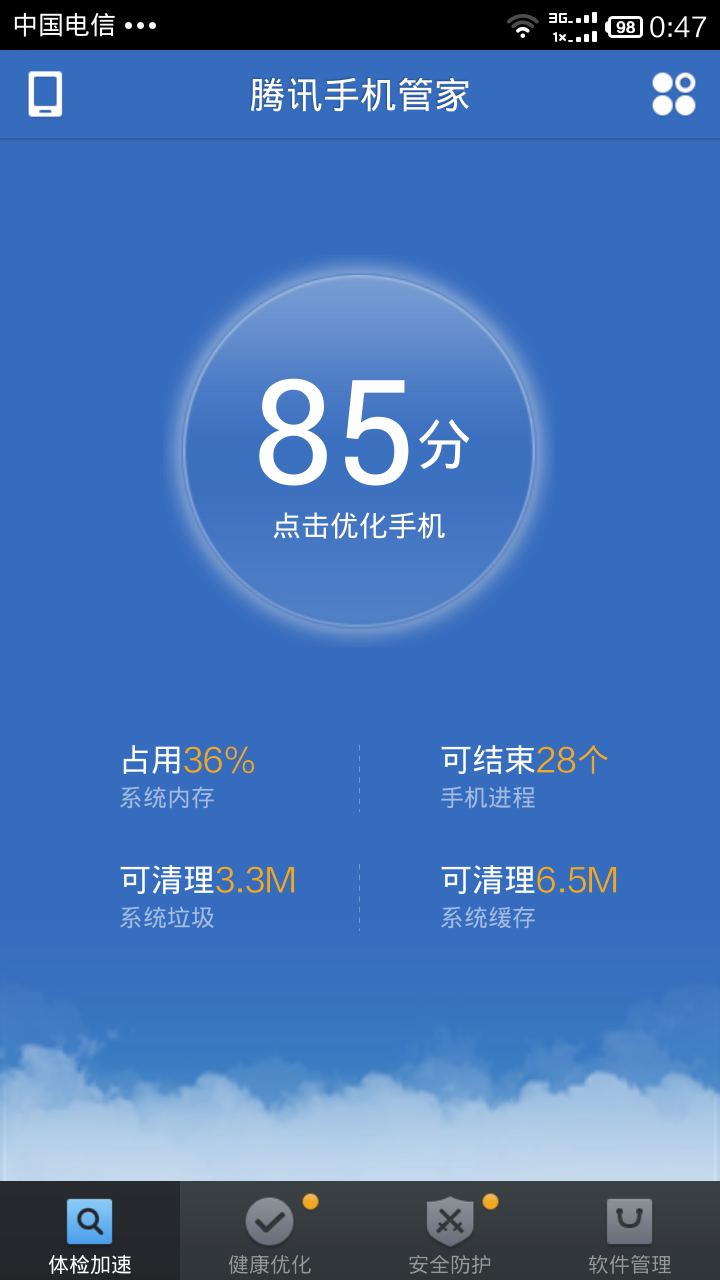 中国电信 ••• 3G 1x 98 0:47
腾讯手机管家
85分
点击优化手机
占用36% 可结束28个
系统内存 手机进程
可清理3.3M 可清理6.5M
系统垃圾 系统缓存
体检加速 健康优化 安全防护 软件管理